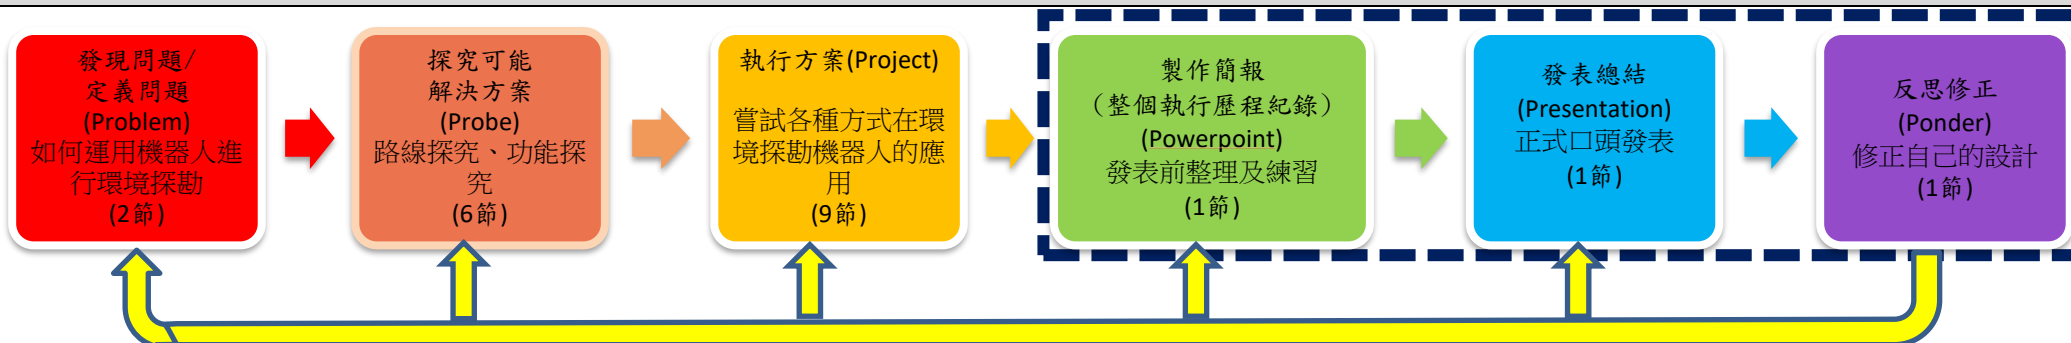 發現問題/
定義問題
(Problem)
如何運用機器人進
行環境探勘
(2節)
探究可能
解決方案
(Probe)
路線探究、功能探
究
(6節)
執行方案(Project)
嘗試各種方式在環
境探勘機器人的應
用
(9節)
製作簡報
（整個執行歷程紀錄）
(Powerpoint)
發表前整理及練習
(1節)
發表總結
(Presentation)
正式口頭發表
(1節)
反思修正
(Ponder)
修正自己的設計
(1節)